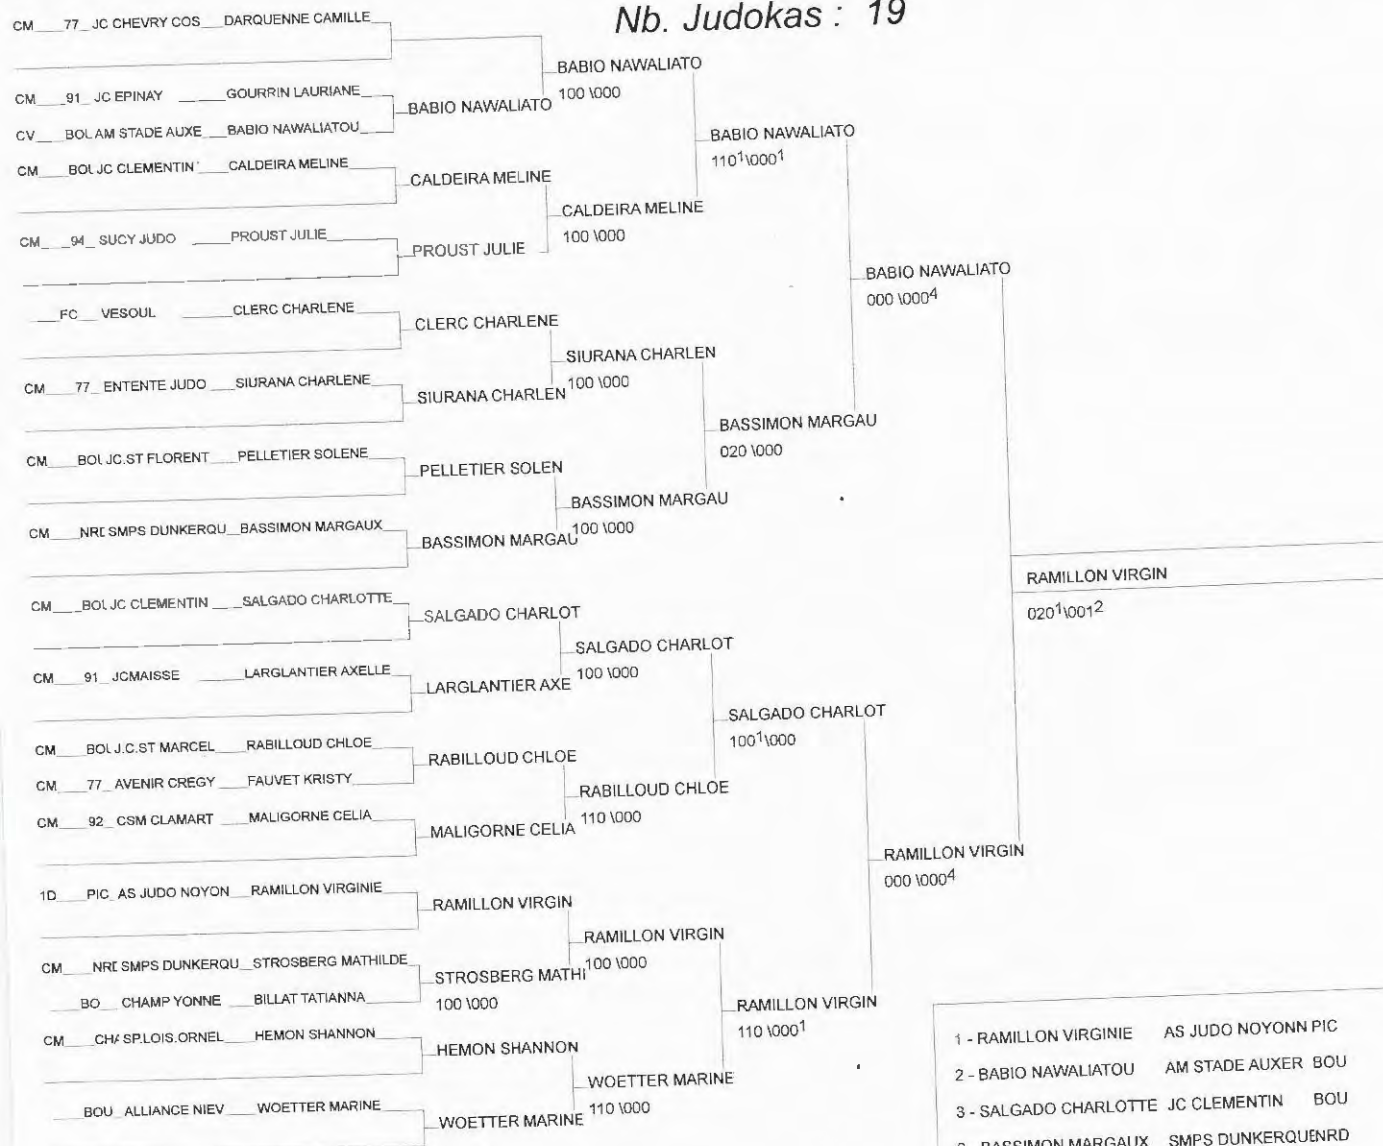 Nb. Judokas : 19
CM 77 JC CHEVRY COS DARQUENNE CAMILLE
BABIO NAWALIATO
100 \000
CM 91 JC EPINAY GOURRIN LAURIANE
BABIO NAWALIATO
CV BOU AM STADE AUXE BABIO NAWALIATOU
BABIO NAWALIATO
110¹\000¹
CM BOU JC CLEMENTIN CALDEIRA MELINE
CALDEIRA MELINE
CALDEIRA MELINE
100 \000
CM 94 SUCY JUDO PROUST JULIE
PROUST JULIE
BABIO NAWALIATO
000 \000⁴
FC VESOUL CLERC CHARLENE
CLERC CHARLENE
SIURANA CHARLEN
100 \000
CM 77 ENTENTE JUDO SIURANA CHARLENE
SIURANA CHARLEN
BASSIMON MARGAU
020 \000
CM BOU JC.ST FLORENT PELLETIER SOLENE
PELLETIER SOLEN
BASSIMON MARGAU
100 \000
CM NRD SMPS DUNKERQU BASSIMON MARGAUX
BASSIMON MARGAU
RAMILLON VIRGIN
020¹\001²
CM BOU JC CLEMENTIN SALGADO CHARLOTTE
SALGADO CHARLOT
SALGADO CHARLOT
100 \000
CM 91 JCMAISSE LARGLANTIER AXELLE
LARGLANTIER AXE
SALGADO CHARLOT
100¹\000
CM BOU J.C.ST MARCEL RABILLOUD CHLOE
RABILLOUD CHLOE
CM 77 AVENIR CREGY FAUVET KRISTY
RABILLOUD CHLOE
110 \000
CM 92 CSM CLAMART MALIGORNE CELIA
MALIGORNE CELIA
RAMILLON VIRGIN
000 \000⁴
1D PIC AS JUDO NOYON RAMILLON VIRGINIE
RAMILLON VIRGIN
RAMILLON VIRGIN
100 \000
CM NRD SMPS DUNKERQU STROSBERG MATHILDE
STROSBERG MATHI
100 \000
BO CHAMP YONNE BILLAT TATIANNA
RAMILLON VIRGIN
110 \000¹
CM CHA SP.LOIS.ORNEL HEMON SHANNON
HEMON SHANNON
WOETTER MARINE
110 \000
BOU ALLIANCE NIEV WOETTER MARINE
WOETTER MARINE
1 - RAMILLON VIRGINIE AS JUDO NOYONN PIC
2 - BABIO NAWALIATOU AM STADE AUXER BOU
3 - SALGADO CHARLOTTE JC CLEMENTIN BOU
BASSIMON MARGAUX SMPS DUNKERQUENRD